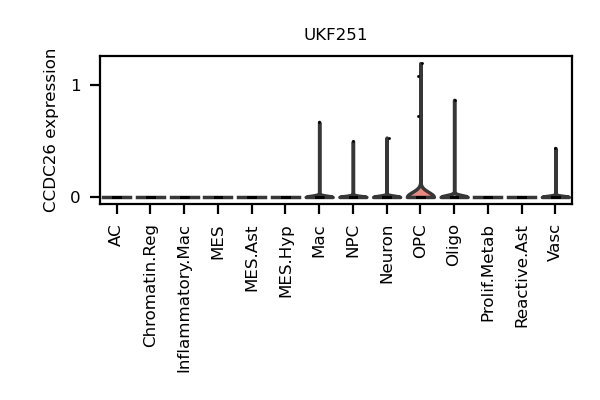 UKF251
CCDC26 expression
1
0
AC
Chromatin.Reg
Inflammatory.Mac
MES
MES.Ast
MES.Hyp
Mac
NPC
Neuron
OPC
Oligo
Prolif.Metab
Reactive.Ast
Vasc